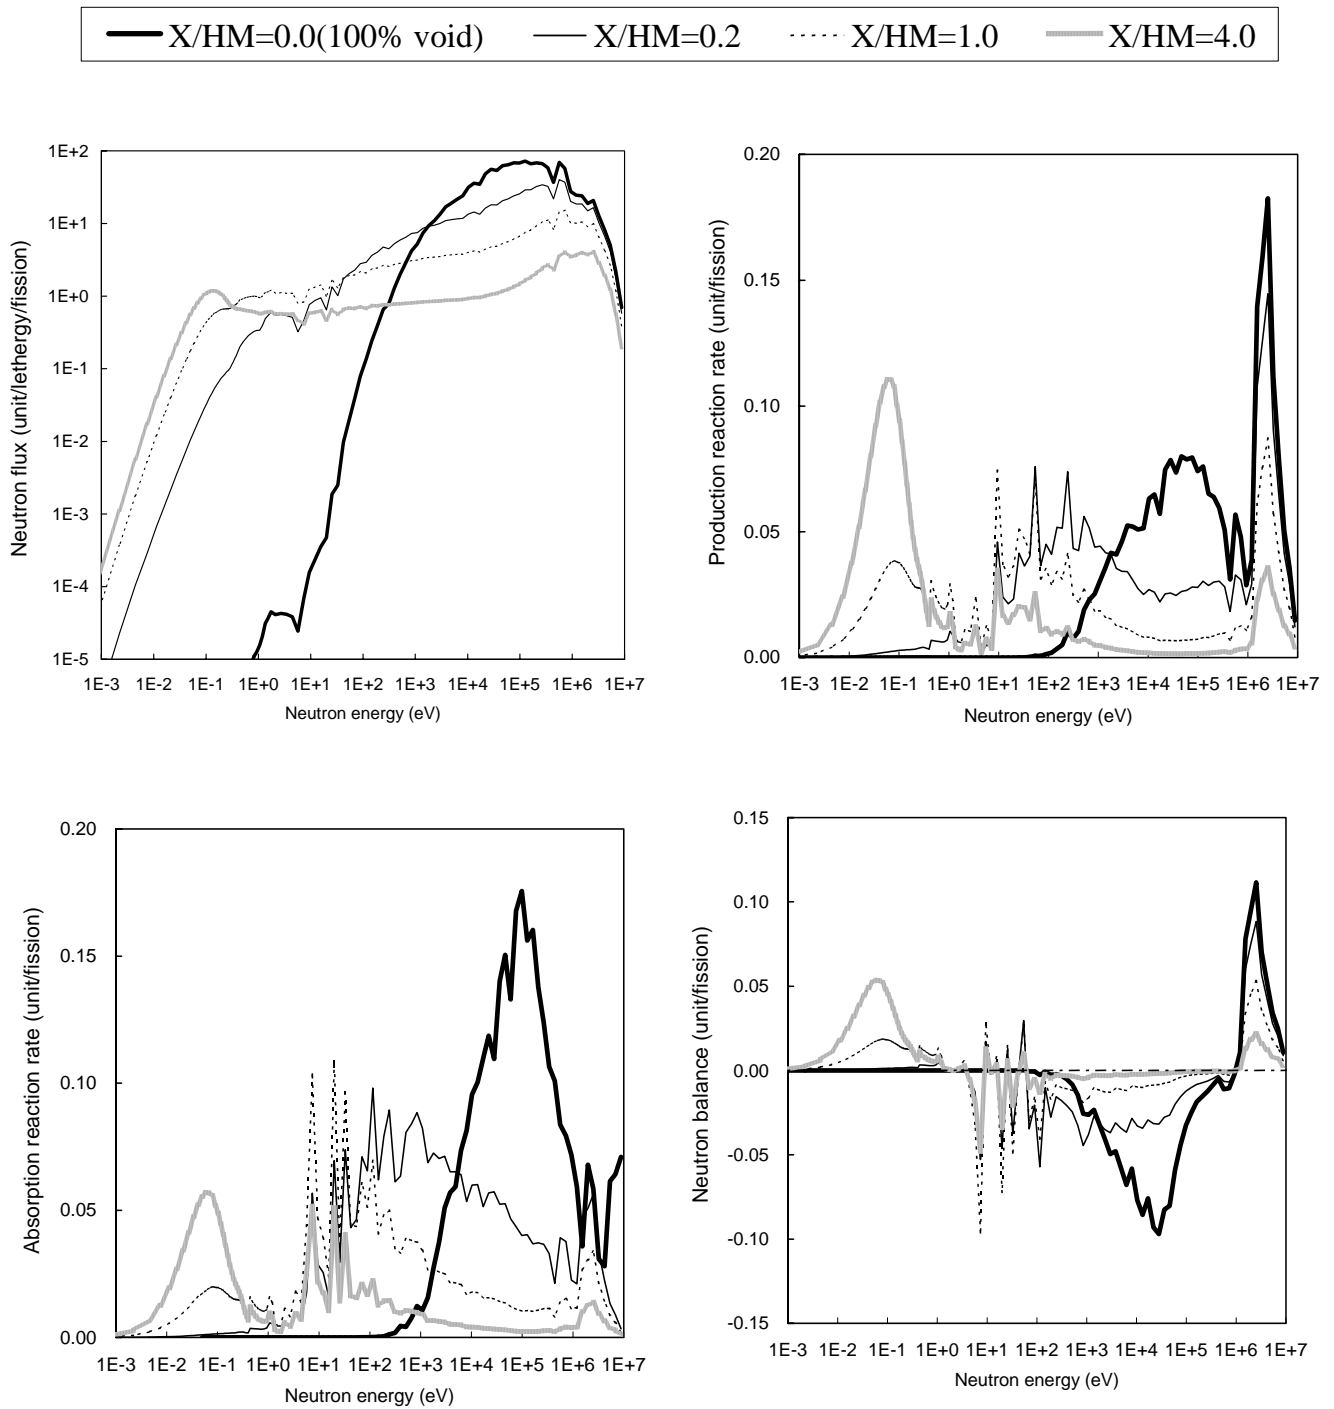 X/HM=0.0(100% void) X/HM=0.2 X/HM=1.0 X/HM=4.0
Neutron flux (unit/lethergy/fission)
1E+2
1E+1
1E+0
1E-1
1E-2
1E-3
1E-4
1E-5
1E-3 1E-2 1E-1 1E+0 1E+1 1E+2 1E+3 1E+4 1E+5 1E+6 1E+7
Neutron energy (eV)
Production reaction rate (unit/fission)
0.20
0.15
0.10
0.05
0.00
1E-3 1E-2 1E-1 1E+0 1E+1 1E+2 1E+3 1E+4 1E+5 1E+6 1E+7
Neutron energy (eV)
Absorption reaction rate (unit/fission)
0.20
0.15
0.10
0.05
0.00
1E-3 1E-2 1E-1 1E+0 1E+1 1E+2 1E+3 1E+4 1E+5 1E+6 1E+7
Neutron energy (eV)
Neutron balance (unit/fission)
0.15
0.10
0.05
0.00
-0.05
-0.10
-0.15
1E-3 1E-2 1E-1 1E+0 1E+1 1E+2 1E+3 1E+4 1E+5 1E+6 1E+7
Neutron energy (eV)